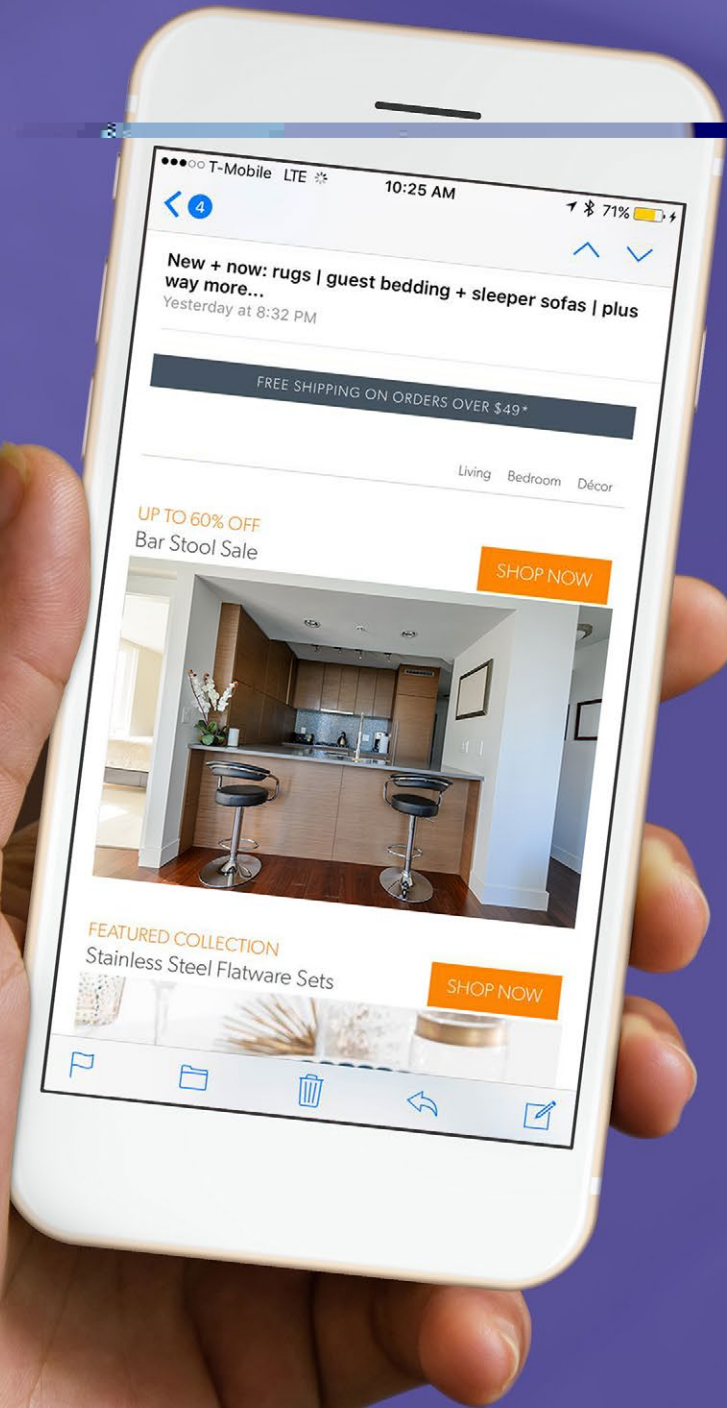 T-Mobile LTE 10:25 AM 71%
4
New + now: rugs | guest bedding + sleeper sofas | plus
way more...
Yesterday at 8:32 PM
FREE SHIPPING ON ORDERS OVER $49*
Living Bedroom Décor
UP TO 60% OFF
Bar Stool Sale
SHOP NOW
FEATURED COLLECTION
Stainless Steel Flatware Sets
SHOP NOW